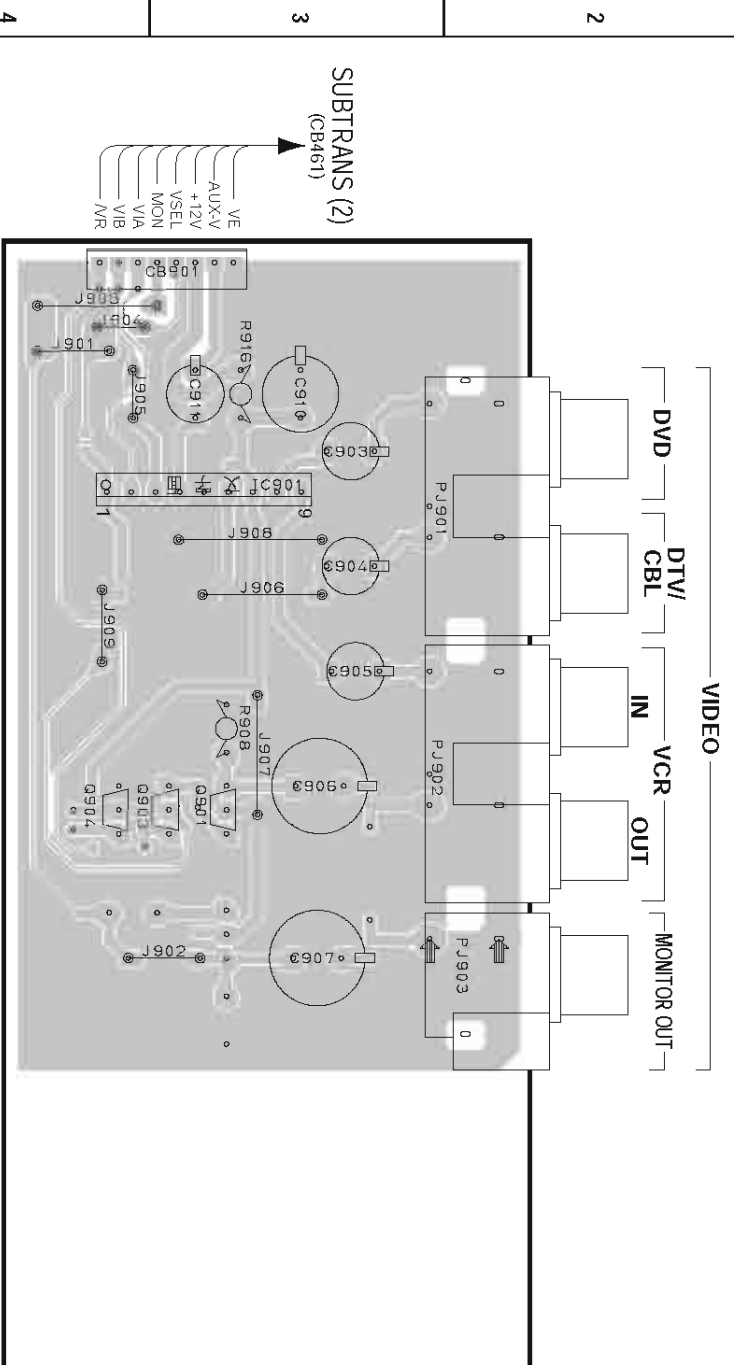 4
3
2
SUBTRANS (2)
(CB461)
VE
AUX-V
+12V
VSEL
MON
VIA
VIB
/VR
VIDEO
DVD
DTV/
CBL
VCR
IN
OUT
MONITOR OUT
CB901
J903
J904
J901
J905
C911
R916
C910
C903
IC901
1
9
PJ901
J908
C904
J906
J909
C905
R908
J907
C906
PJ902
Q904
Q903
Q901
J902
C907
PJ903